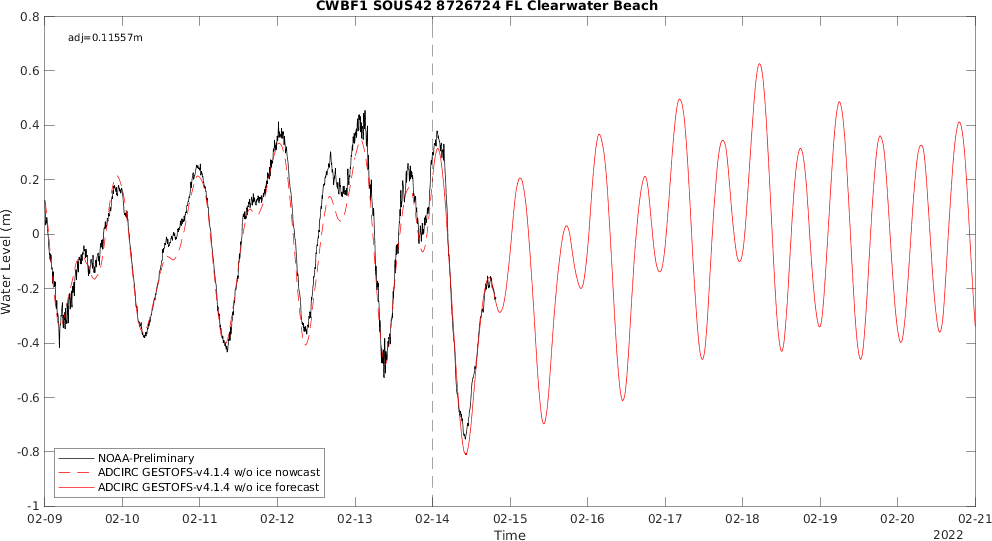 CWBF1 SOUS42 8726724 FL Clearwater Beach
adj=0.11557m
0.8
0.6
0.4
0.2
0
-0.2
-0.4
-0.6
-0.8
-1
Water Level (m)
NOAA-Preliminary
ADCIRC GESTOFS-v4.1.4 w/o ice nowcast
ADCIRC GESTOFS-v4.1.4 w/o ice forecast
02-09 02-10 02-11 02-12 02-13 02-14 02-15 02-16 02-17 02-18 02-19 02-20 02-21
Time
2022